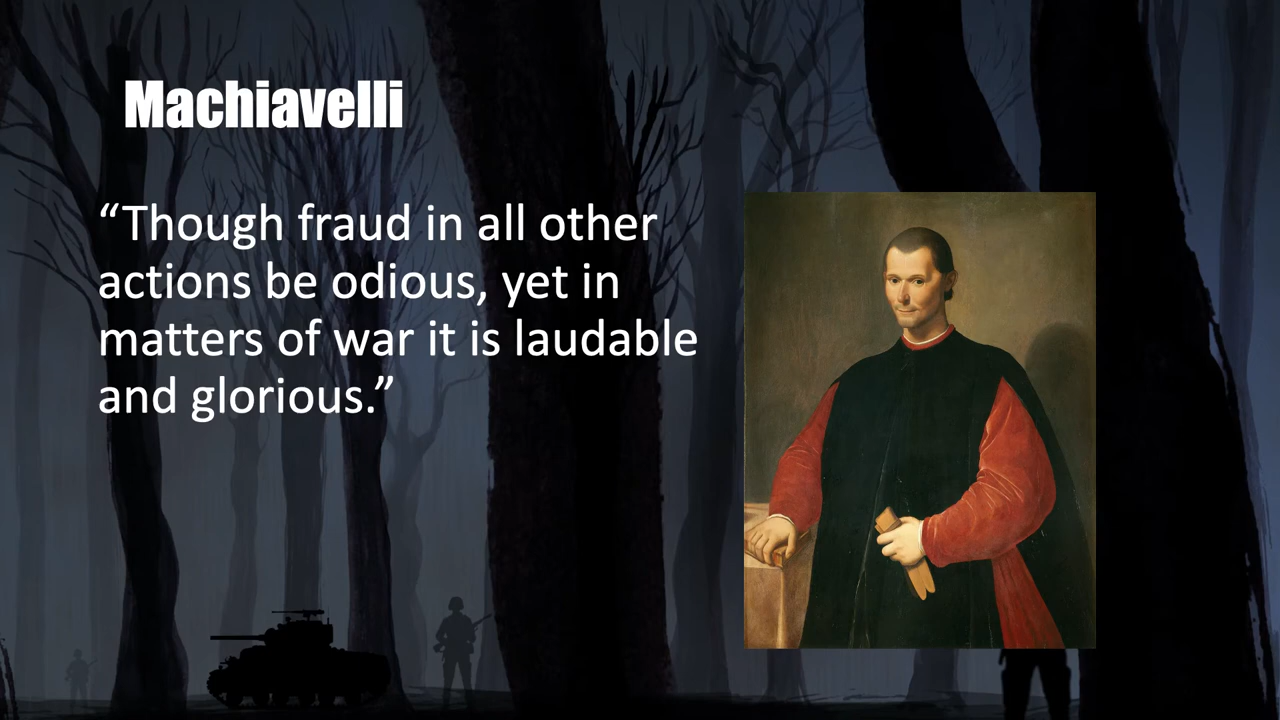 Machiavelli
“Though fraud in all other
actions be odious, yet in
matters of war it is laudable
and glorious.”